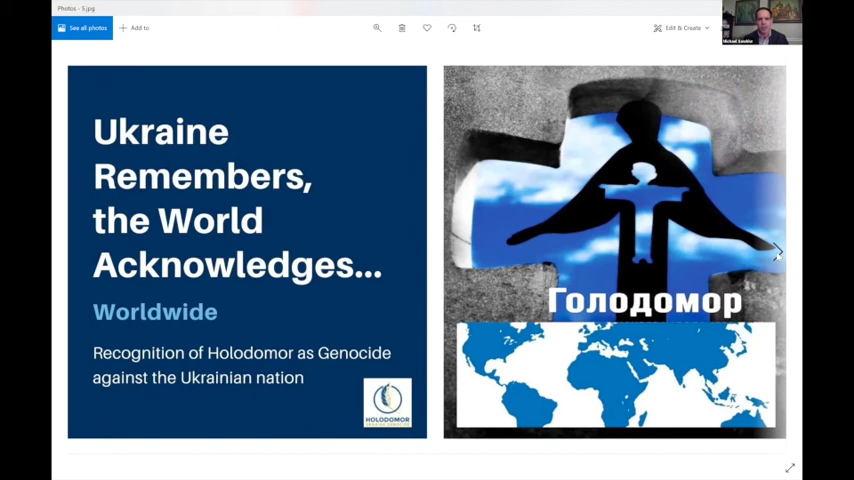 Photos - 5.jpg
See all photos
Add to
Edit & Create
Ukraine
Remembers,
the World
Acknowledges...
Worldwide
Recognition of Holodomor as Genocide
against the Ukrainian nation
HOLODOMOR
Голодомор